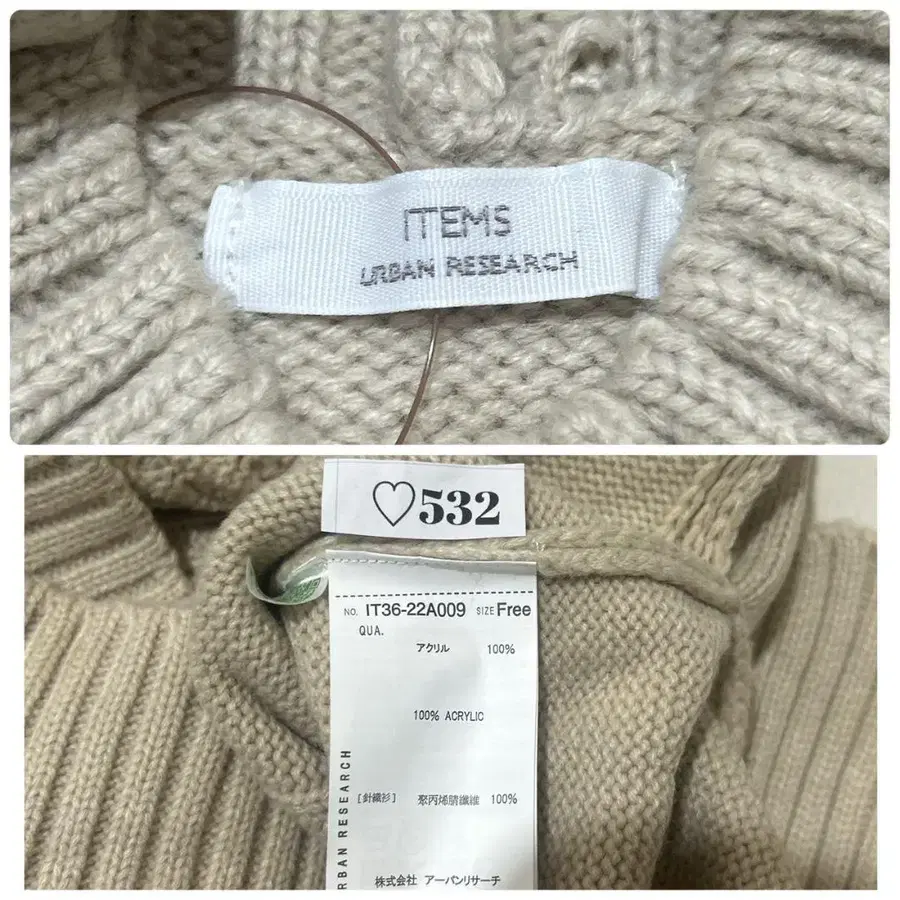 ITEMS
URBAN RESEARCH
♡532
NO. IT36-22A009 SIZE Free
QUA.
アクリル 100%
100% ACRYLIC
[針織衫] 聚丙烯腈纖維 100%
株式会社 アーバンリサーチ
RBAN RESEARCH